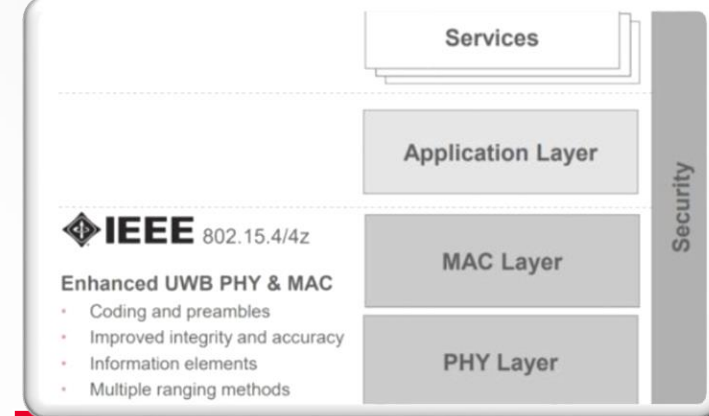 Services
Application Layer
IEEE 802.15.4/4z
Enhanced UWB PHY & MAC
• Coding and preambles
• Improved integrity and accuracy
• Information elements
• Multiple ranging methods
MAC Layer
PHY Layer
Security